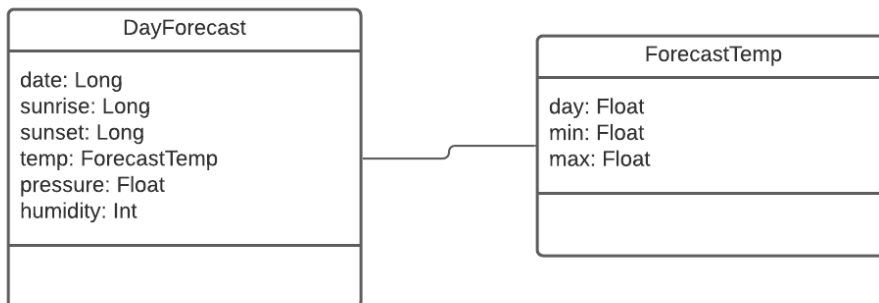 DayForecast
date: Long
sunrise: Long
sunset: Long
temp: ForecastTemp
pressure: Float
humidity: Int
ForecastTemp
day: Float
min: Float
max: Float